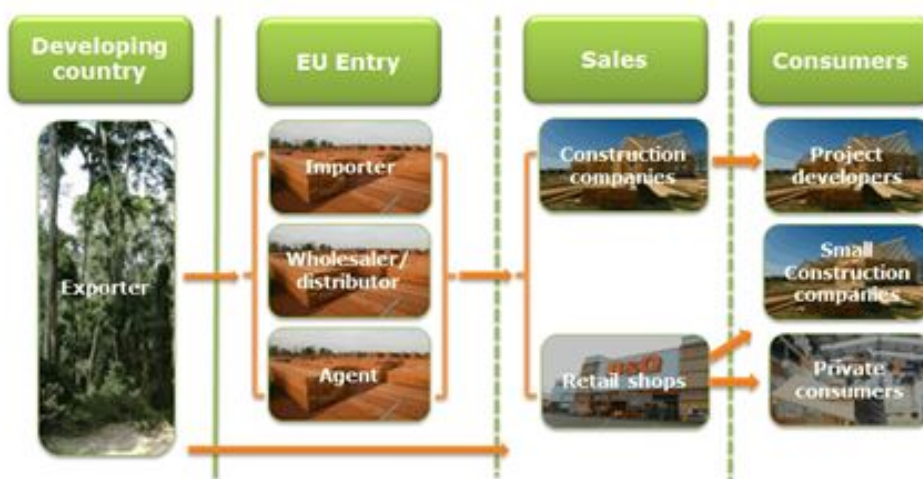 Developing
country
EU Entry
Sales
Consumers
Exporter
Importer
Wholesaler/
distributor
Agent
Construction
companies
Retail shops
Project
developers
Small
Construction
companies
Private
consumers